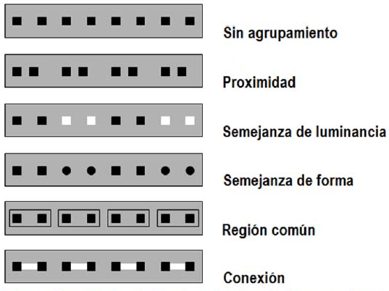 Sin agrupamiento
Proximidad
Semejanza de luminancia
Semejanza de forma
Región común
Conexión